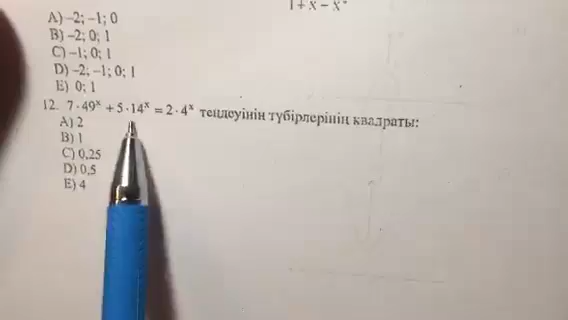 1 + x − x
A) –2; –1; 0
B) –2; 0; 1
C) –1; 0; 1
D) –2; –1; 0; 1
E) 0; 1
12. 7·49ˣ + 5·14ˣ = 2·4ˣ теңдеуінің түбірлерінің квадраты:
A) 2
B) 1
C) 0,25
D) 0,5
E) 4